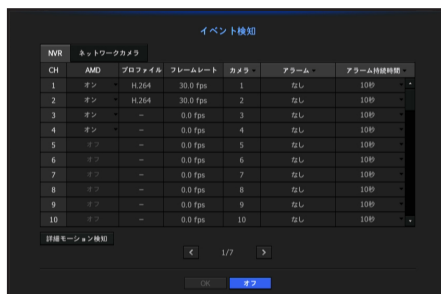 イベント検知
NVR ネットワークカメラ
CH AMD プロファイル フレームレート カメラ アラーム アラーム持続時間
1 オン H.264 30.0 fps 1 なし 10秒
2 オン H.264 30.0 fps 2 なし 10秒
3 オン – 0.0 fps 3 なし 10秒
4 オン – 0.0 fps 4 なし 10秒
5 オフ – 0.0 fps 5 なし 10秒
6 オフ – 0.0 fps 6 なし 10秒
7 オフ – 0.0 fps 7 なし 10秒
8 オフ – 0.0 fps 8 なし 10秒
9 オフ – 0.0 fps 9 なし 10秒
10 オフ – 0.0 fps 10 なし 10秒
詳細モーション検知
< 1/7 >
OK オフ